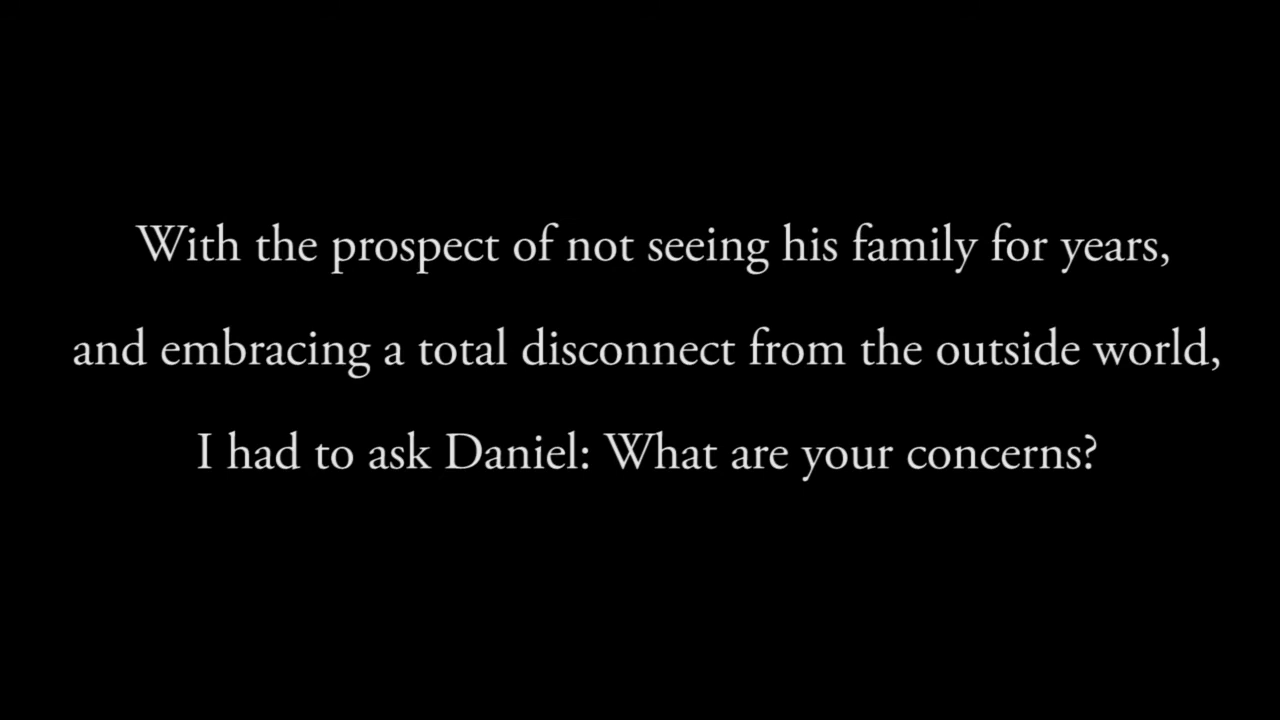 With the prospect of not seeing his family for years,
and embracing a total disconnect from the outside world,
I had to ask Daniel: What are your concerns?